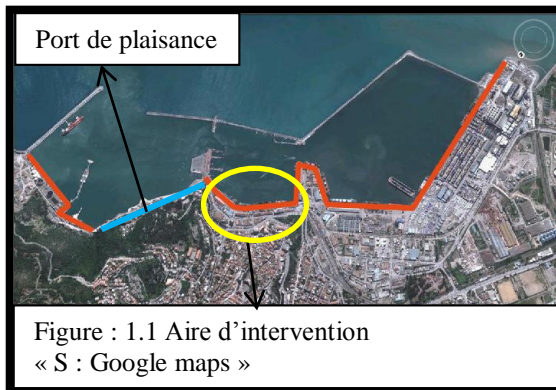 Port de plaisance
Figure : 1.1 Aire d’intervention
« S : Google maps »